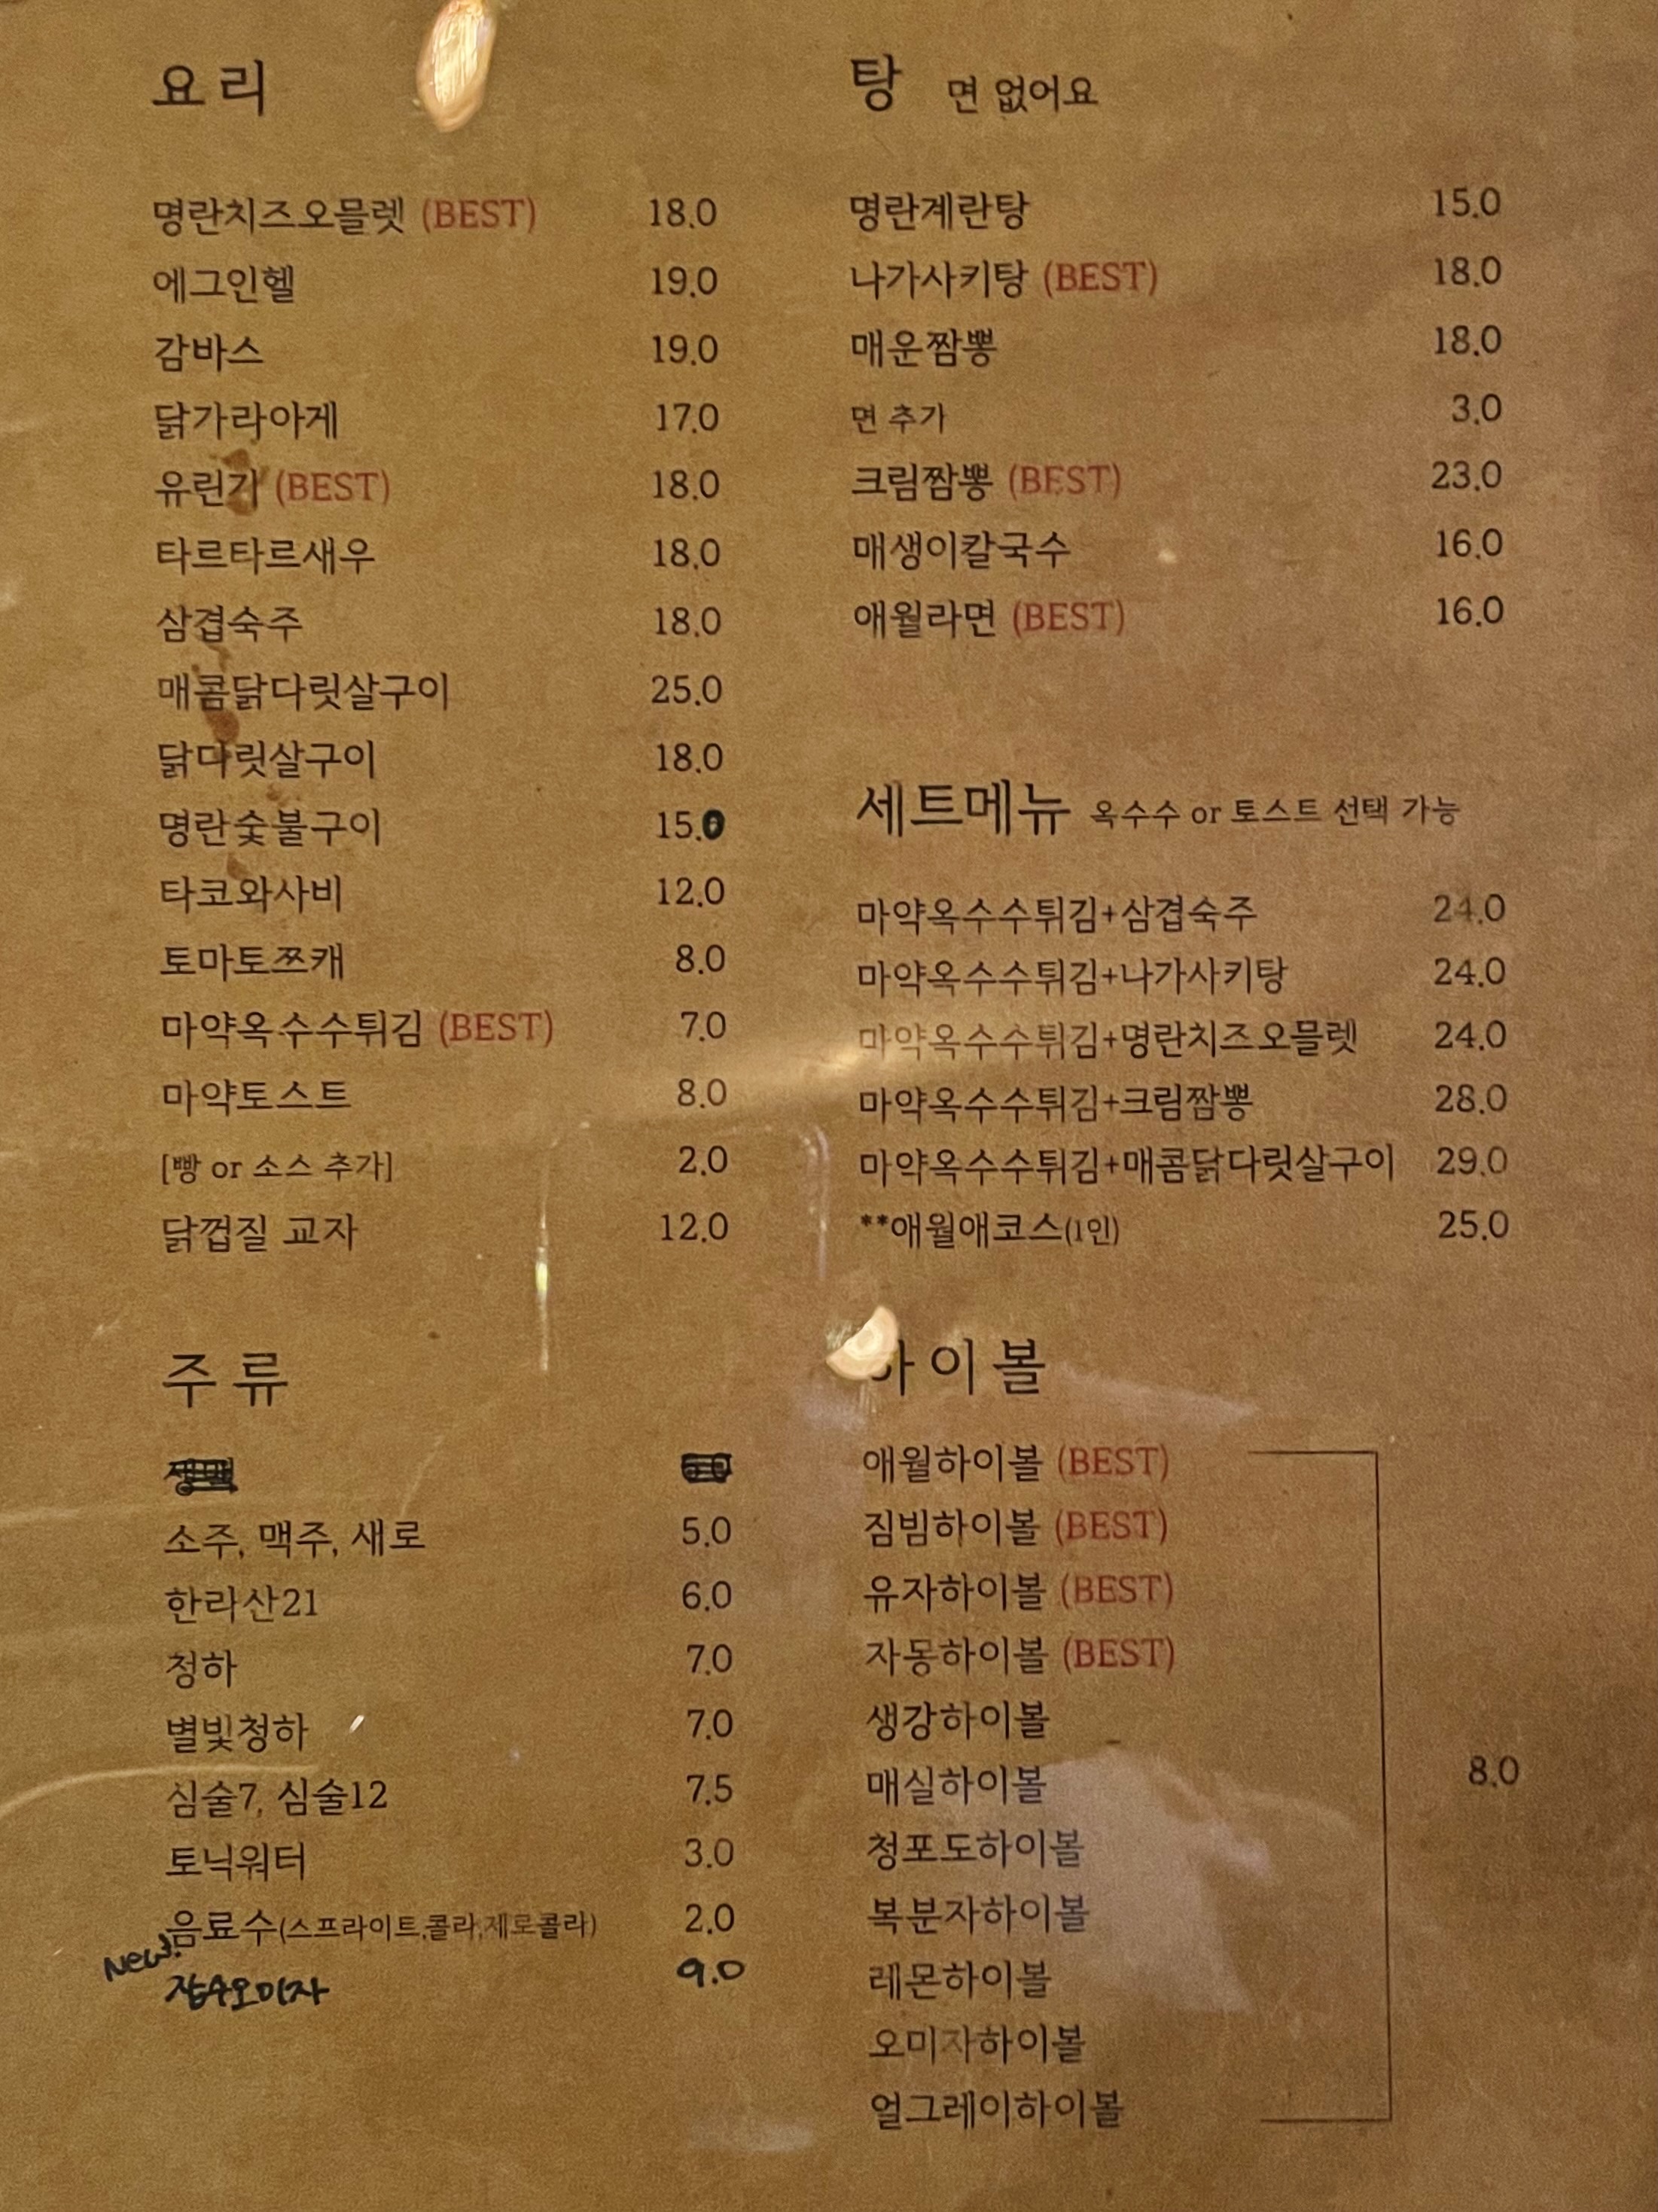 요리
명란치즈오믈렛 (BEST) 18.0
에그인헬 19.0
감바스 19.0
닭가라아게 17.0
유린기 (BEST) 18.0
타르타르새우 18.0
삼겹숙주 18.0
매콤닭다릿살구이 25.0
닭다릿살구이 18.0
명란숯불구이 15.0
타코와사비 12.0
토마토쯔캐 8.0
마약옥수수튀김 (BEST) 7.0
마약토스트 8.0
[빵 or 소스 추가] 2.0
닭껍질 교자 12.0
탕 면 없어요
명란계란탕 15.0
나가사키탕 (BEST) 18.0
매운짬뽕 18.0
면 추가 3.0
크림짬뽕 (BEST) 23.0
매생이칼국수 16.0
애월라면 (BEST) 16.0
세트메뉴 옥수수 or 토스트 선택 가능
마약옥수수튀김+삼겹숙주 24.0
마약옥수수튀김+나가사키탕 24.0
마약옥수수튀김+명란치즈오믈렛 24.0
마약옥수수튀김+크림짬뽕 28.0
마약옥수수튀김+매콤닭다릿살구이 29.0
**애월애코스(1인) 25.0
주류
소주, 맥주, 새로 5.0
한라산21 6.0
청하 7.0
별빛청하 7.0
심술7, 심술12 7.5
토닉워터 3.0
음료수(스프라이트,콜라,제로콜라) 2.0
New! 장수오미자 9.0
하이볼
애월하이볼 (BEST)
짐빔하이볼 (BEST)
유자하이볼 (BEST)
자몽하이볼 (BEST)
생강하이볼
매실하이볼
8.0
청포도하이볼
복분자하이볼
레몬하이볼
오미자하이볼
얼그레이하이볼